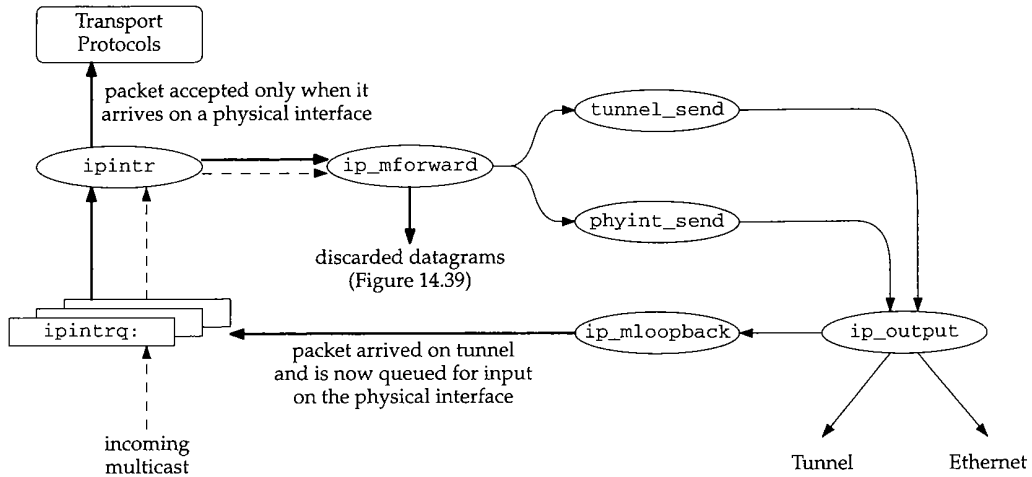 Transport
Protocols
packet accepted only when it
arrives on a physical interface
tunnel_send
ipintr
ip_mforward
phyint_send
discarded datagrams
(Figure 14.39)
ipintrq:
ip_mloopback
ip_output
packet arrived on tunnel
and is now queued for input
on the physical interface
incoming
multicast
Tunnel
Ethernet